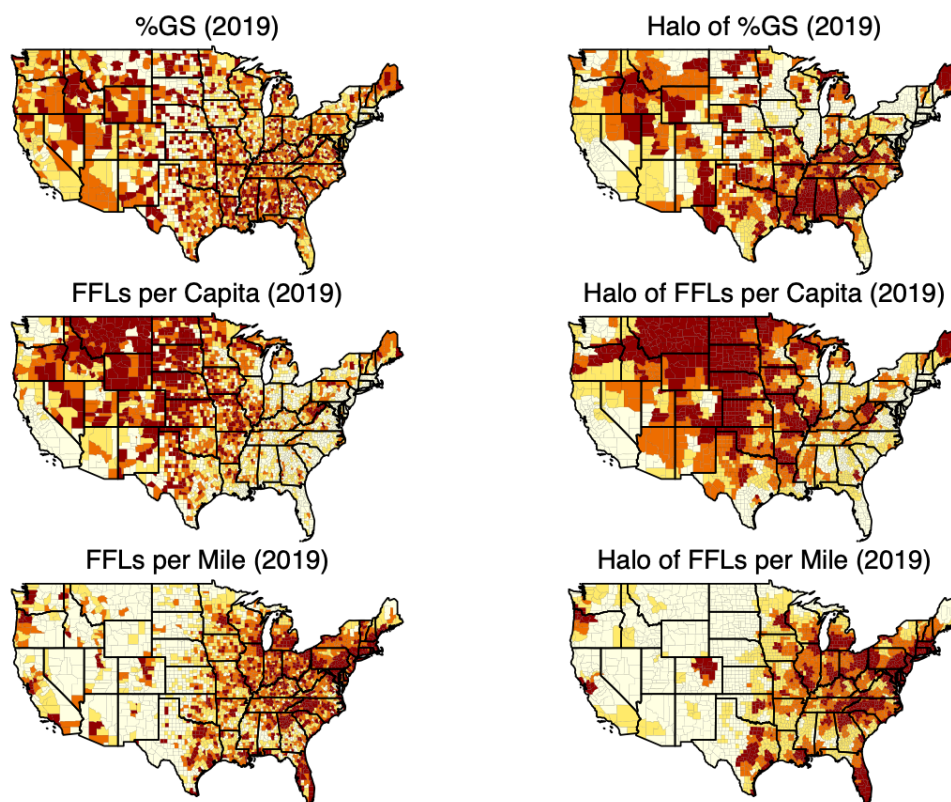 %GS (2019)
Halo of %GS (2019)
FFLs per Capita (2019)
Halo of FFLs per Capita (2019)
FFLs per Mile (2019)
Halo of FFLs per Mile (2019)